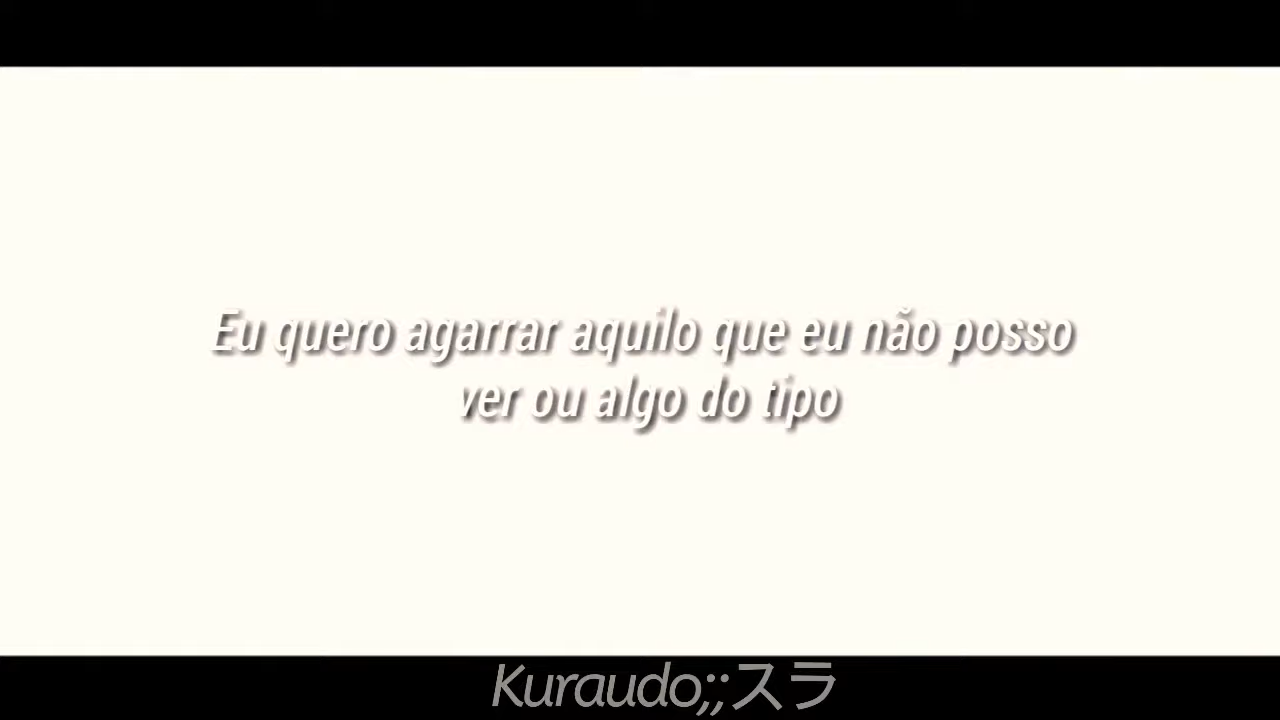 Eu quero agarrar aquilo que eu não posso
ver ou algo do tipo
Kuraudo;;スラ